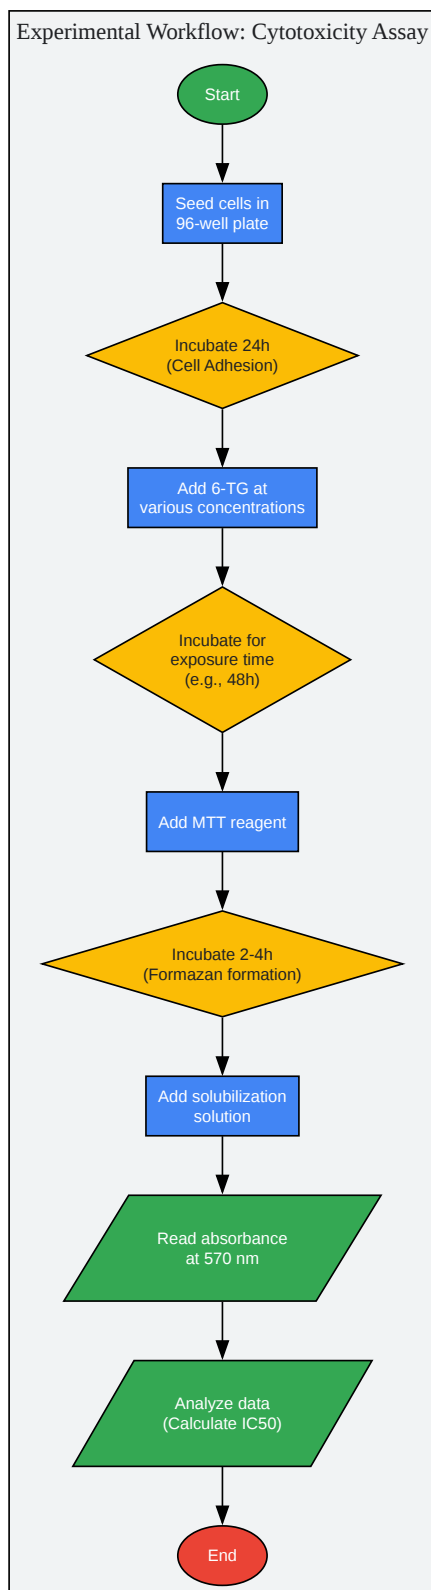 Experimental Workflow: Cytotoxicity Assay
Start
Seed cells in
96-well plate
Incubate 24h
(Cell Adhesion)
Add 6-TG at
various concentrations
Incubate for
exposure time
(e.g., 48h)
Add MTT reagent
Incubate 2-4h
(Formazan formation)
Add solubilization
solution
Read absorbance
at 570 nm
Analyze data
(Calculate IC50)
End